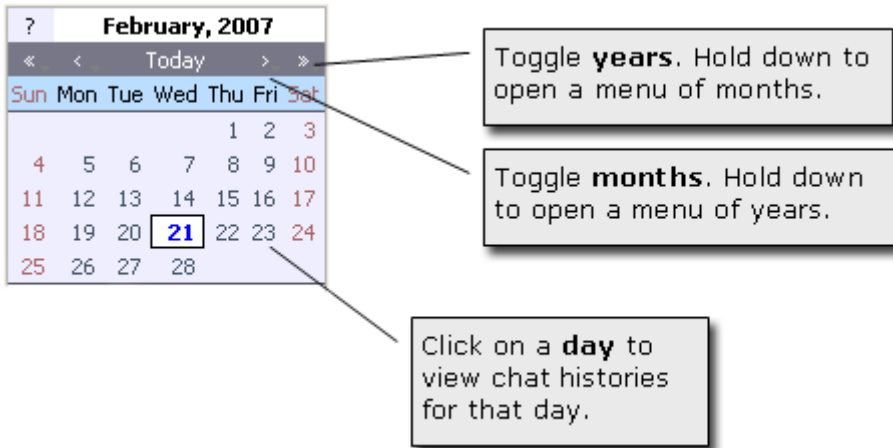 ? February, 2007
« ‹ Today › »
Sun Mon Tue Wed Thu Fri Sat
1 2 3
4 5 6 7 8 9 10
11 12 13 14 15 16 17
18 19 20 21 22 23 24
25 26 27 28
Toggle years. Hold down to
open a menu of months.
Toggle months. Hold down
to open a menu of years.
Click on a day to
view chat histories
for that day.